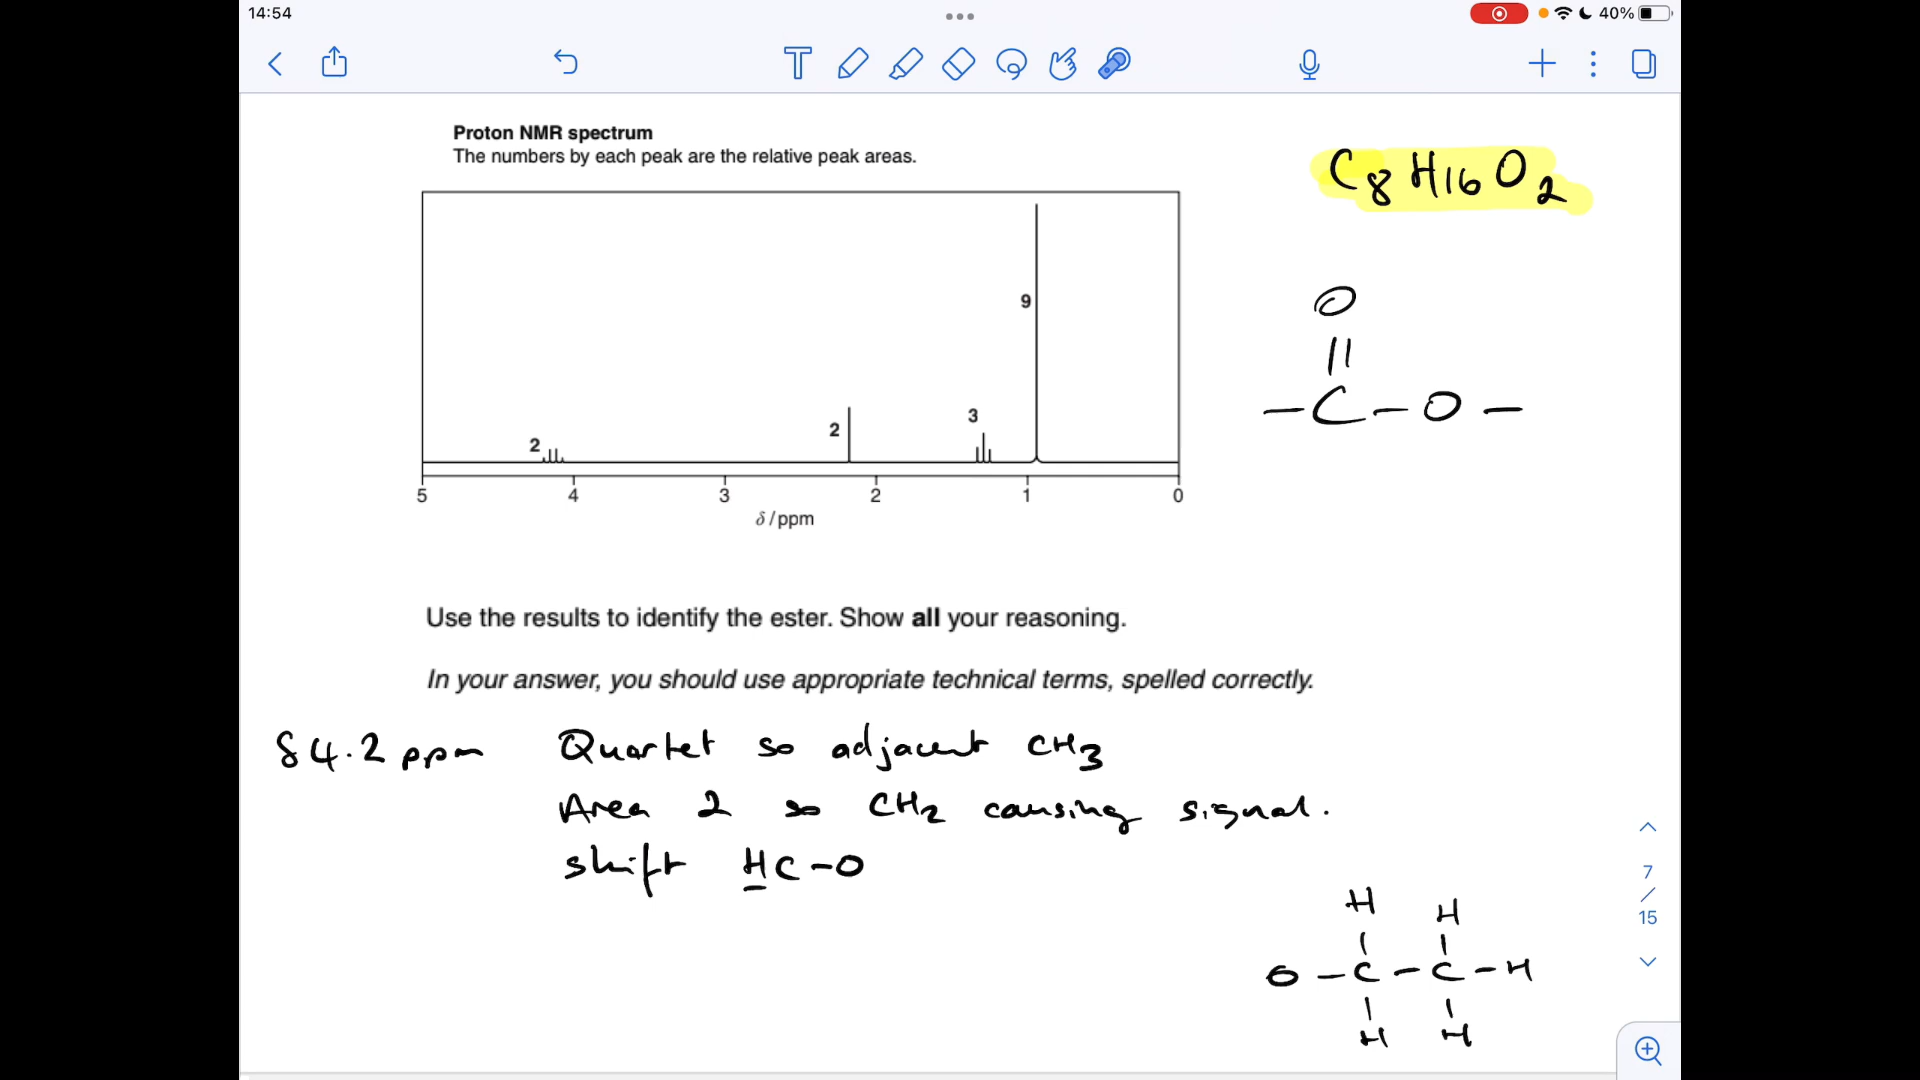 14:54
40%
T
Proton NMR spectrum
The numbers by each peak are the relative peak areas.
C8H16O2
9
3
2
2
5 4 3 2 1 0
δ/ppm
O
||
–C–O–
Use the results to identify the ester. Show all your reasoning.
In your answer, you should use appropriate technical terms, spelled correctly.
δ4.2ppm Quartet so adjacent CH3
Area 2 so CH2 causing signal.
shift HC–O
H H
| |
O–C–C–H
| |
H H
7
/
15